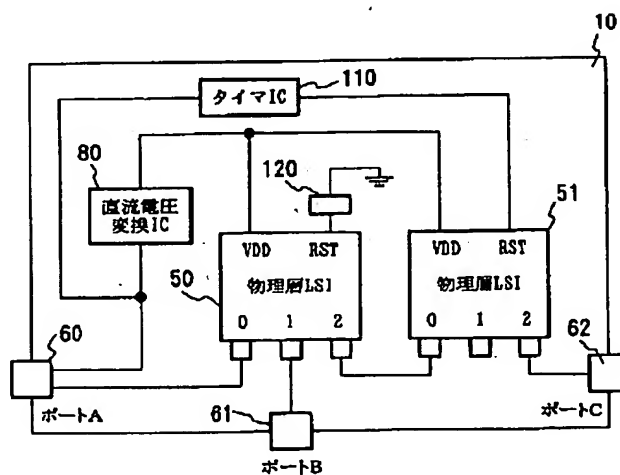 10
タイマIC
110
80
直流電圧
変換IC
120
51
VDD RST
VDD RST
50
物理層LSI
物理層LSI
0 1 2
0 1 2
60
62
ポートA
61
ポートC
ポートB